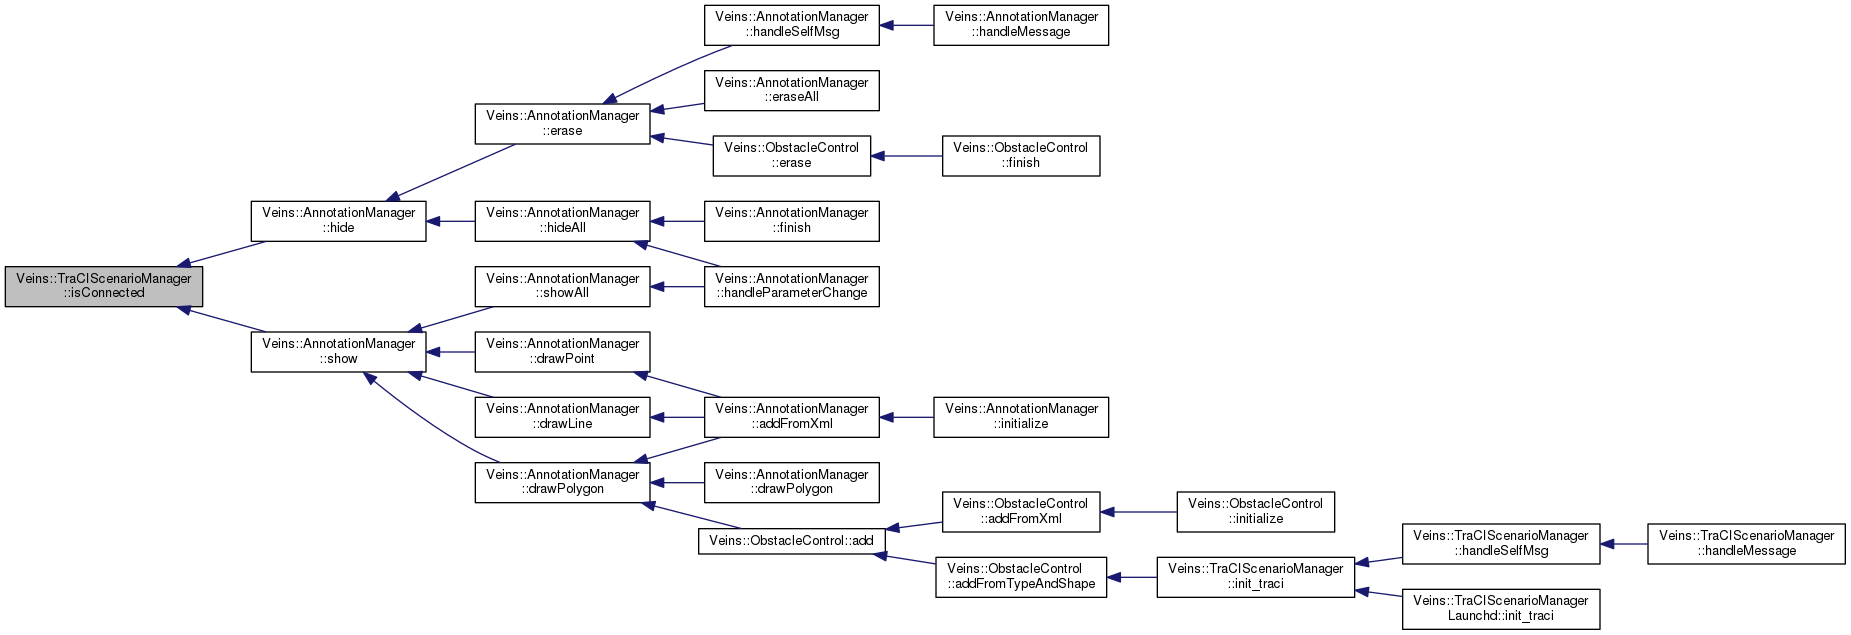 Veins::AnnotationManager
::handleSelfMsg
Veins::AnnotationManager
::handleMessage
Veins::AnnotationManager
::eraseAll
Veins::AnnotationManager
::erase
Veins::ObstacleControl
::erase
Veins::ObstacleControl
::finish
Veins::AnnotationManager
::hide
Veins::AnnotationManager
::hideAll
Veins::AnnotationManager
::finish
Veins::TraCIScenarioManager
::isConnected
Veins::AnnotationManager
::showAll
Veins::AnnotationManager
::handleParameterChange
Veins::AnnotationManager
::show
Veins::AnnotationManager
::drawPoint
Veins::AnnotationManager
::drawLine
Veins::AnnotationManager
::addFromXml
Veins::AnnotationManager
::initialize
Veins::AnnotationManager
::drawPolygon
Veins::AnnotationManager
::drawPolygon
Veins::ObstacleControl
::addFromXml
Veins::ObstacleControl
::initialize
Veins::ObstacleControl::add
Veins::TraCIScenarioManager
::handleSelfMsg
Veins::TraCIScenarioManager
::handleMessage
Veins::ObstacleControl
::addFromTypeAndShape
Veins::TraCIScenarioManager
::init_traci
Veins::TraCIScenarioManager
Launchd::init_traci